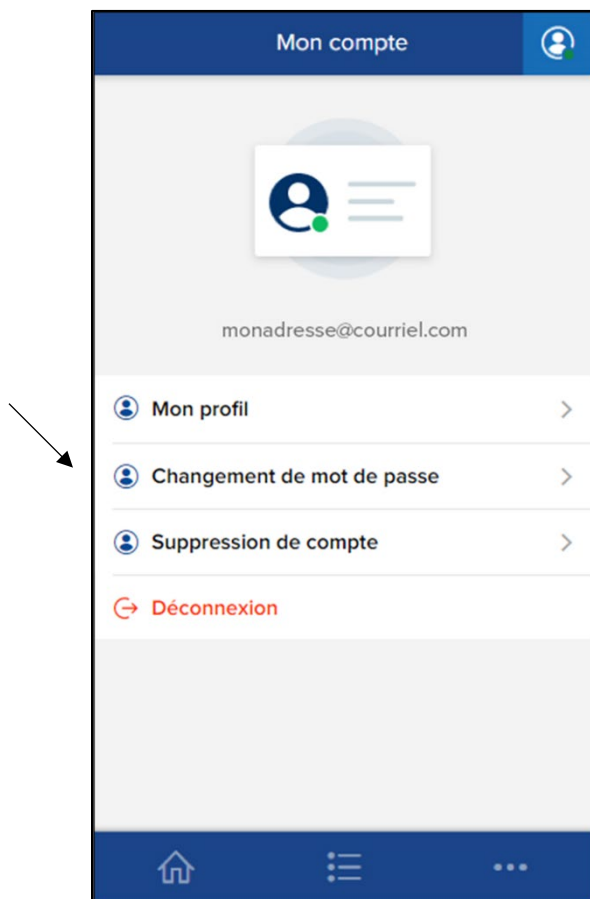 Mon compte
monadresse@courriel.com
Mon profil
Changement de mot de passe
Suppression de compte
Déconnexion